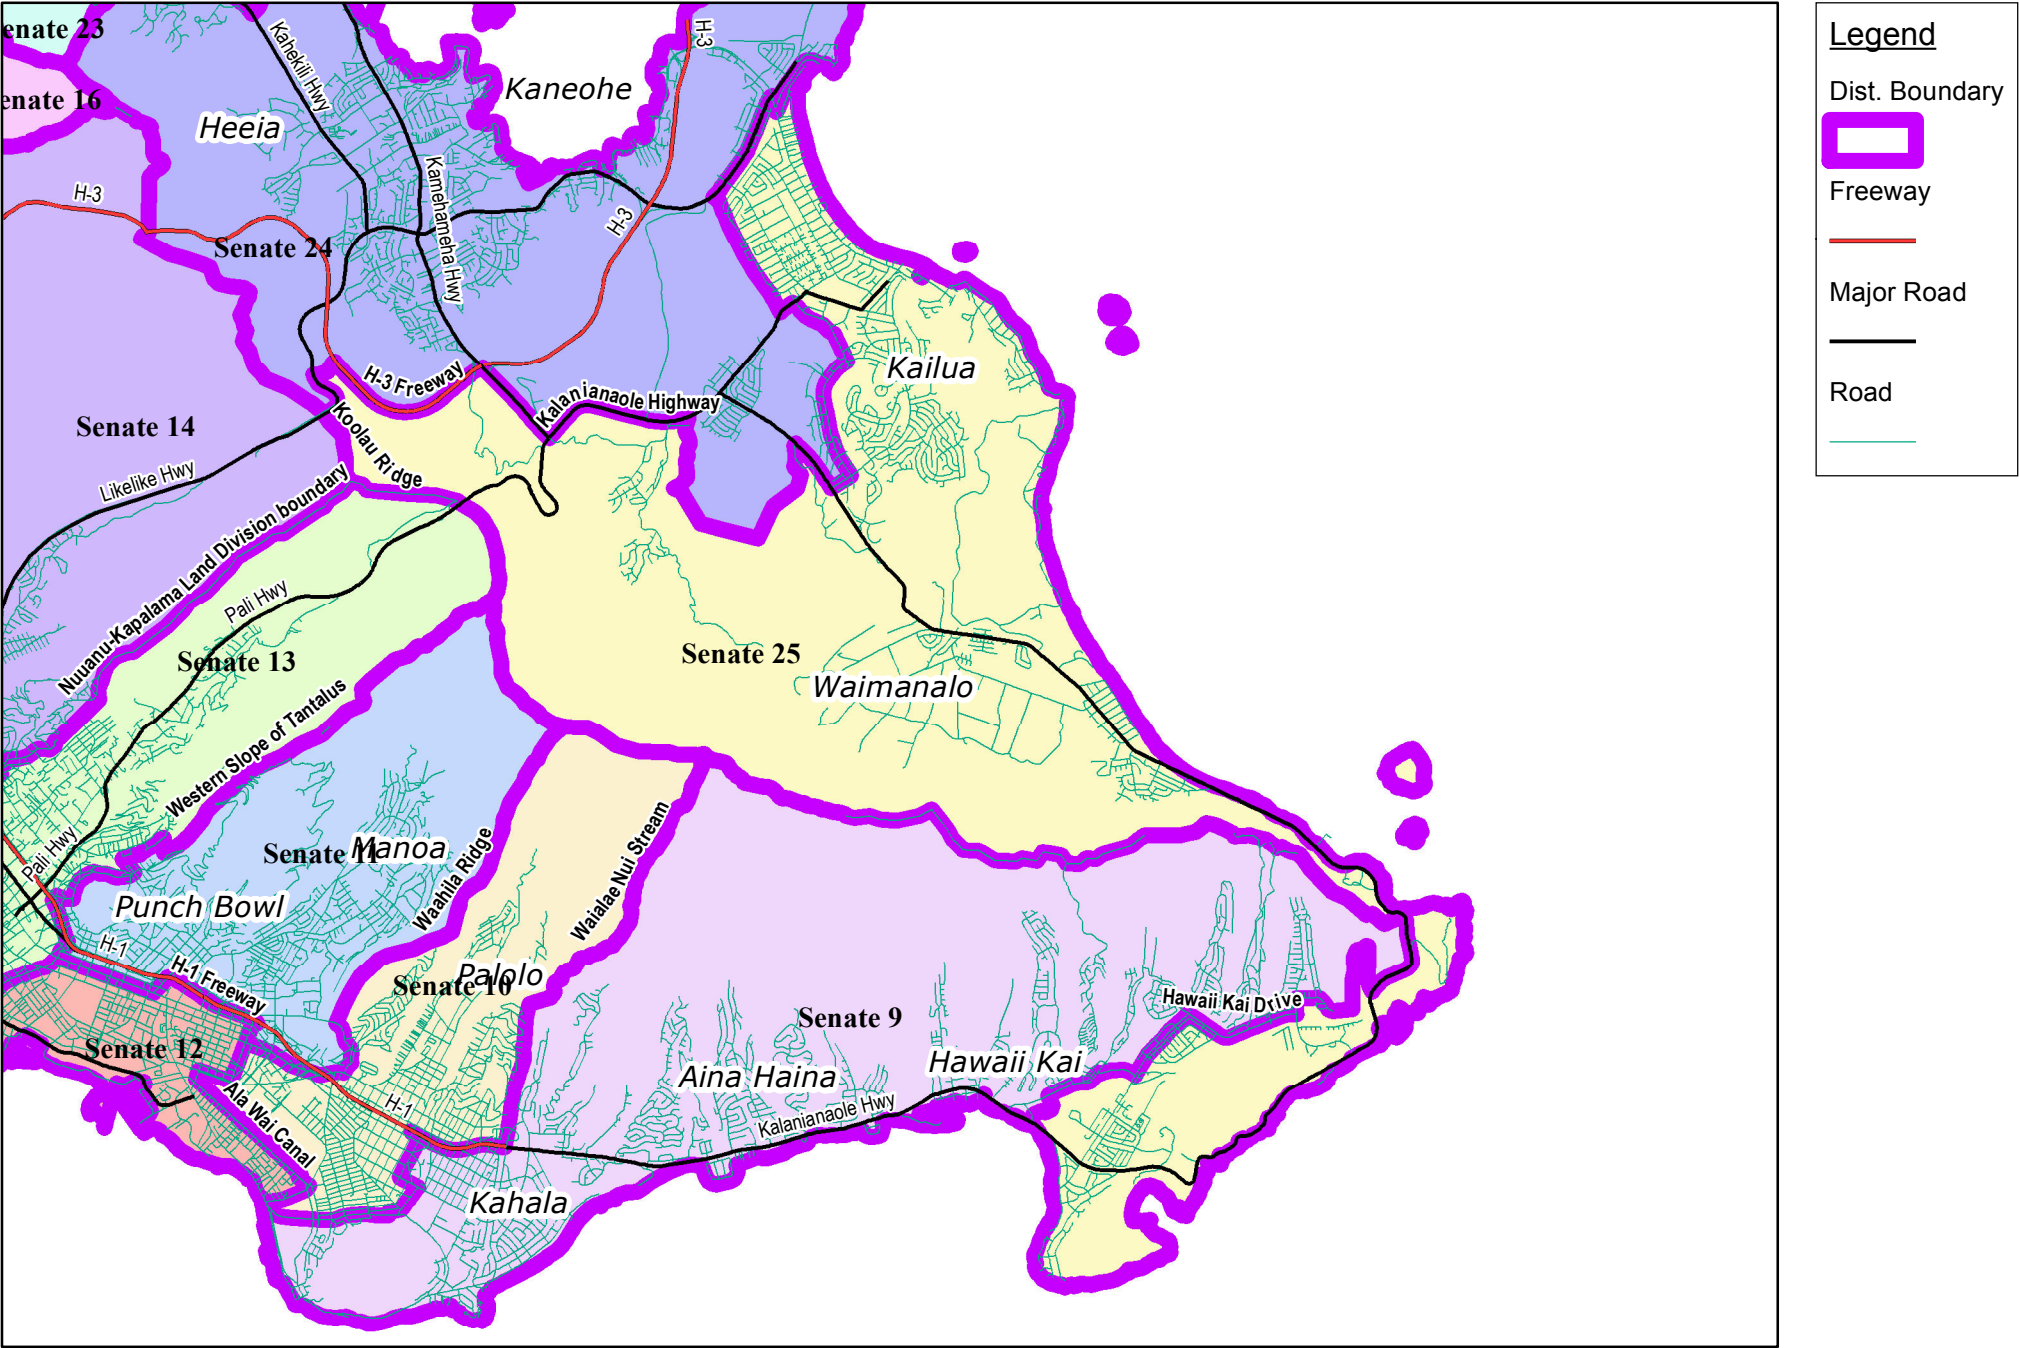 enate 23
enate 16
Kahekili Hwy
H-3
Kaneohe
Heeia
Kamehameha Hwy
H-3
H-3
Senate 24
H-3 Freeway
Kalanianaole Highway
Kailua
Senate 14
Koolau Ridge
Likelike Hwy
Nuuanu-Kapalama Land Division boundary
Pali Hwy
Senate 13
Senate 25
Waimanalo
Western Slope of Tantalus
Pali Hwy
Senate 11
Manoa
Waahila Ridge
Waialae Nui Stream
Punch Bowl
H-1
H-1 Freeway
Palolo
Senate 10
Hawaii Kai Drive
Senate 9
Senate 12
Hawaii Kai
Aina Haina
Ala Wai Canal
H-1
Kalanianaole Hwy
Kahala
Legend
Dist. Boundary
Freeway
Major Road
Road